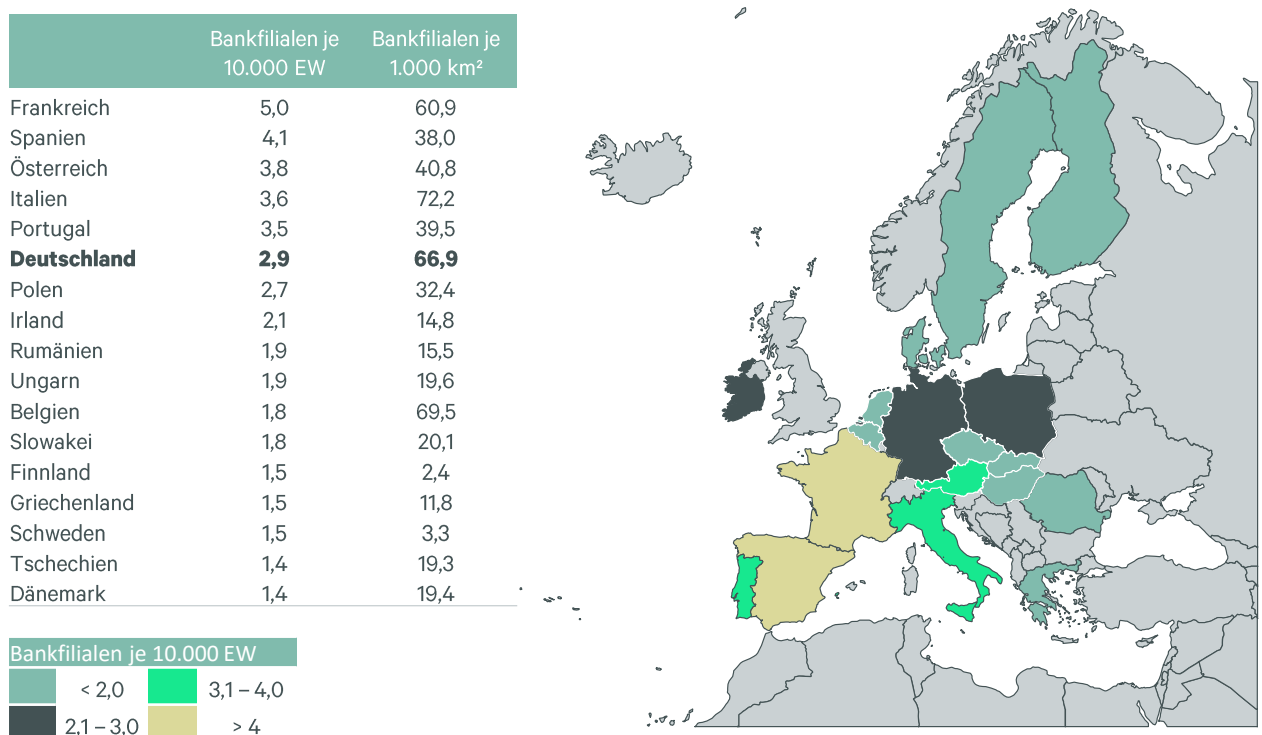 Bankfilialen je Bankfilialen je
10.000 EW 1.000 km²
Frankreich 5,0 60,9
Spanien 4,1 38,0
Österreich 3,8 40,8
Italien 3,6 72,2
Portugal 3,5 39,5
Deutschland 2,9 66,9
Polen 2,7 32,4
Irland 2,1 14,8
Rumänien 1,9 15,5
Ungarn 1,9 19,6
Belgien 1,8 69,5
Slowakei 1,8 20,1
Finnland 1,5 2,4
Griechenland 1,5 11,8
Schweden 1,5 3,3
Tschechien 1,4 19,3
Dänemark 1,4 19,4
Bankfilialen je 10.000 EW
< 2,0 3,1 – 4,0
2,1 – 3,0 > 4